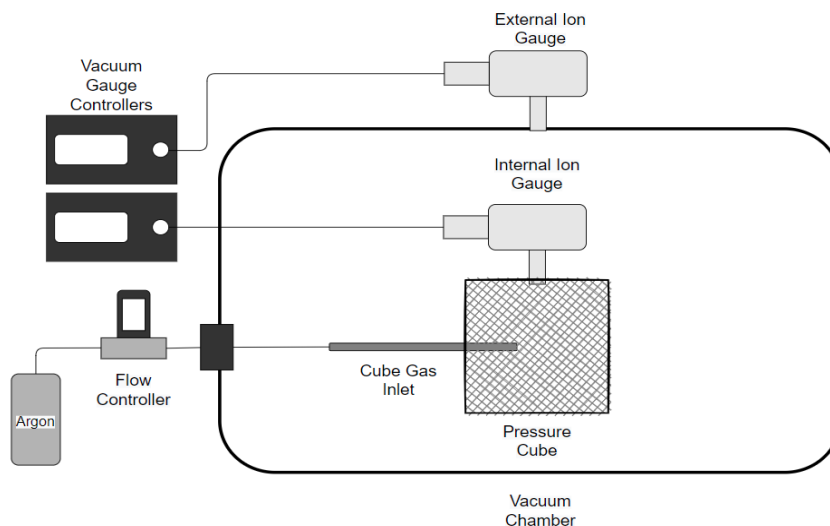 External Ion
Gauge
Vacuum
Gauge
Controllers
Internal Ion
Gauge
Flow
Controller
Cube Gas
Inlet
Argon
Pressure
Cube
Vacuum
Chamber